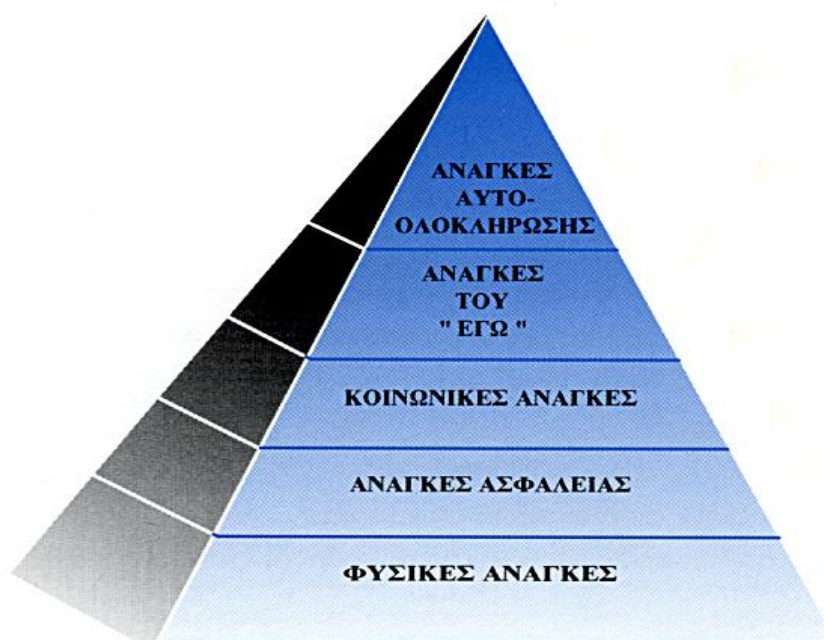 ΑΝΑΓΚΕΣ
ΑΥΤΟ-
ΟΛΟΚΛΗΡΩΣΗΣ
ΑΝΑΓΚΕΣ
ΤΟΥ
" ΕΓΩ "
ΚΟΙΝΩΝΙΚΕΣ ΑΝΑΓΚΕΣ
ΑΝΑΓΚΕΣ ΑΣΦΑΛΕΙΑΣ
ΦΥΣΙΚΕΣ ΑΝΑΓΚΕΣ